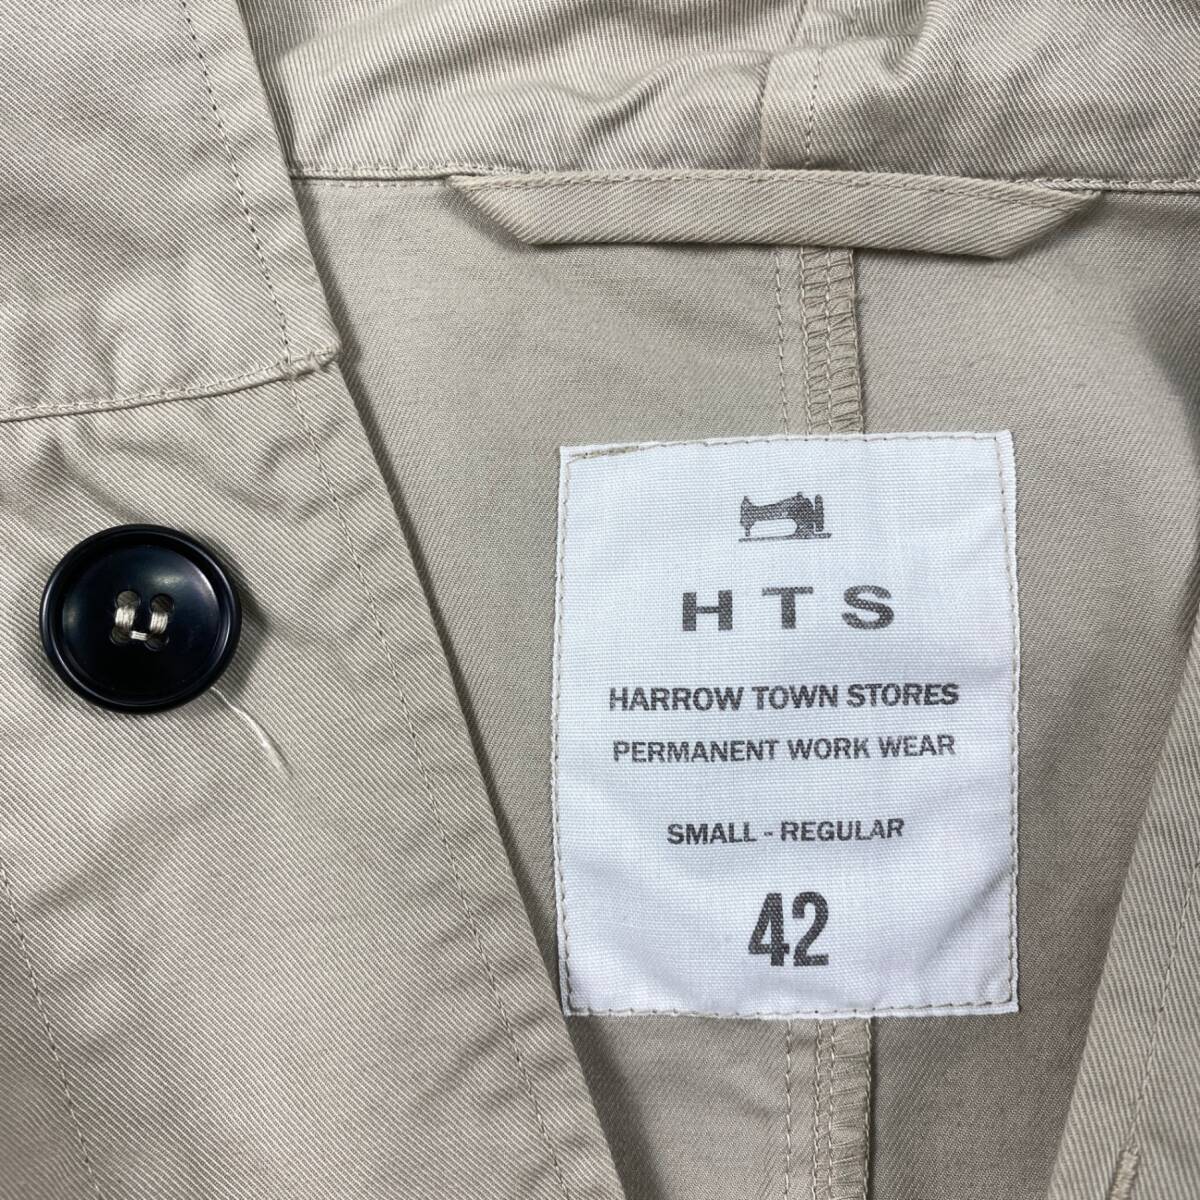 HTS
HARROW TOWN STORES
PERMANENT WORK WEAR
SMALL - REGULAR
42